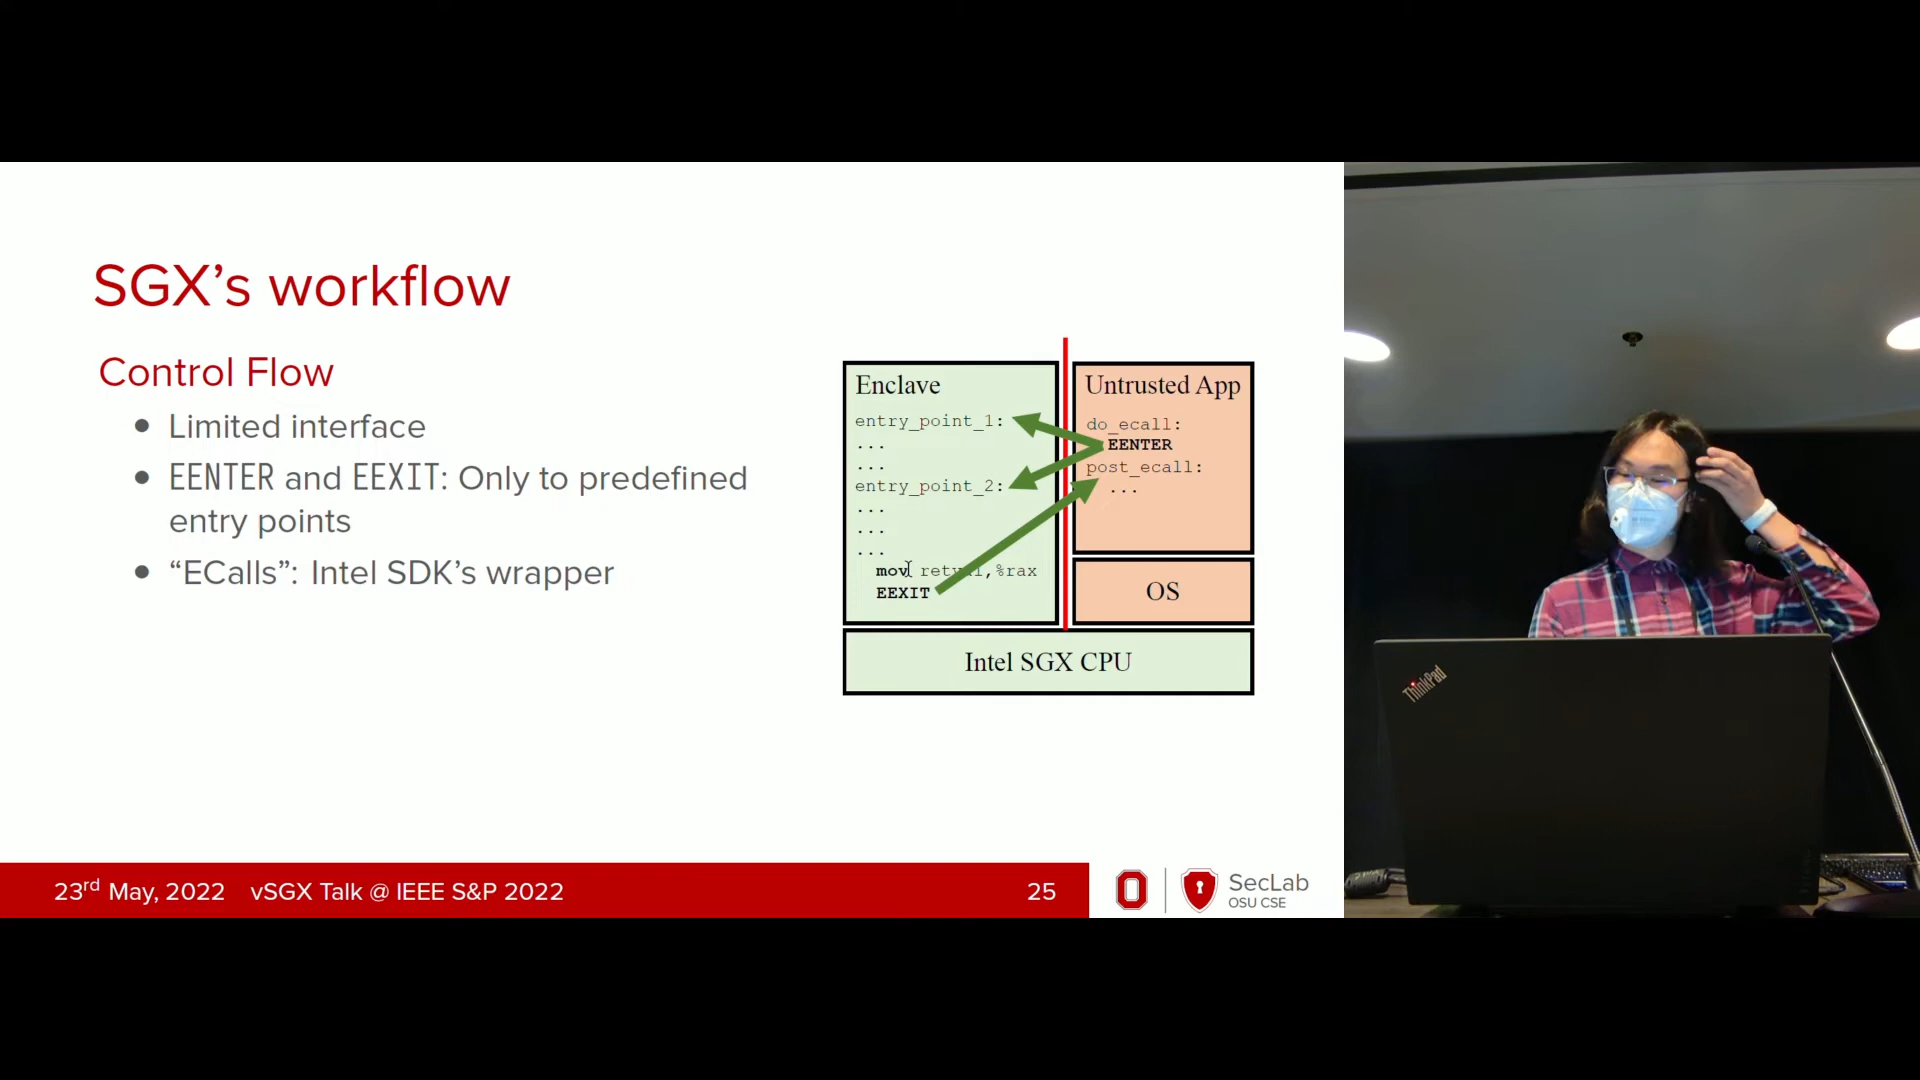 SGX’s workflow
Control Flow
Limited interface
EENTER and EEXIT: Only to predefined
entry points
“ECalls”: Intel SDK’s wrapper
Enclave
entry_point_1:
...
...
entry_point_2:
...
...
...
mov retval,%rax
EEXIT
Untrusted App
do_ecall:
EENTER
post_ecall:
...
OS
Intel SGX CPU
23rd May, 2022 vSGX Talk @ IEEE S&P 2022
25
SecLab
OSU CSE
ThinkPad